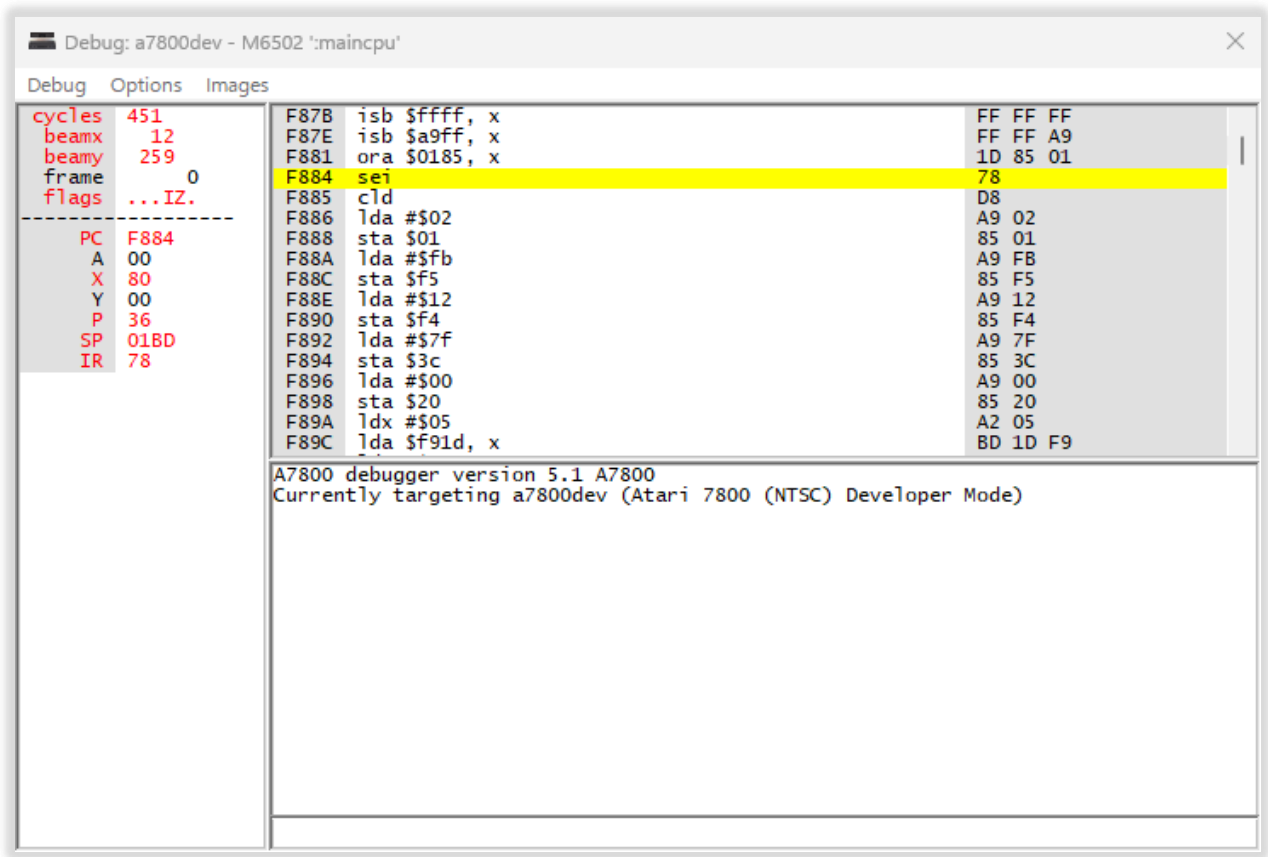 Debug: a7800dev - M6502 ':maincpu'
Debug Options Images
cycles 451
beamx 12
beamy 259
frame 0
flags ...IZ.
------------------
PC F884
A 00
X 80
Y 00
P 36
SP 01BD
IR 78
F87B isb $ffff, x FF FF FF
F87E isb $a9ff, x FF FF A9
F881 ora $0185, x 1D 85 01
F884 sei 78
F885 cld D8
F886 lda #$02 A9 02
F888 sta $01 85 01
F88A lda #$fb A9 FB
F88C sta $f5 85 F5
F88E lda #$12 A9 12
F890 sta $f4 85 F4
F892 lda #$7f A9 7F
F894 sta $3c 85 3C
F896 lda #$00 A9 00
F898 sta $20 85 20
F89A ldx #$05 A2 05
F89C lda $f91d, x BD 1D F9
A7800 debugger version 5.1 A7800
Currently targeting a7800dev (Atari 7800 (NTSC) Developer Mode)